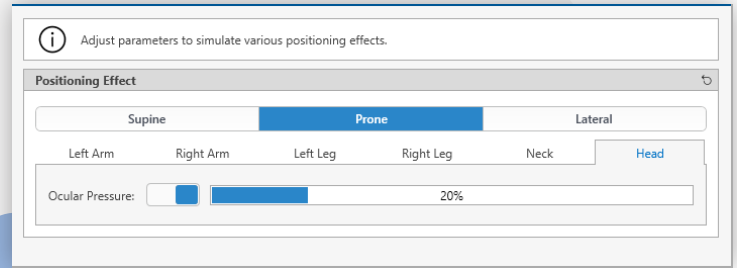 Adjust parameters to simulate various positioning effects.
Positioning Effect
Supine Prone Lateral
Left Arm Right Arm Left Leg Right Leg Neck Head
Ocular Pressure: 20%